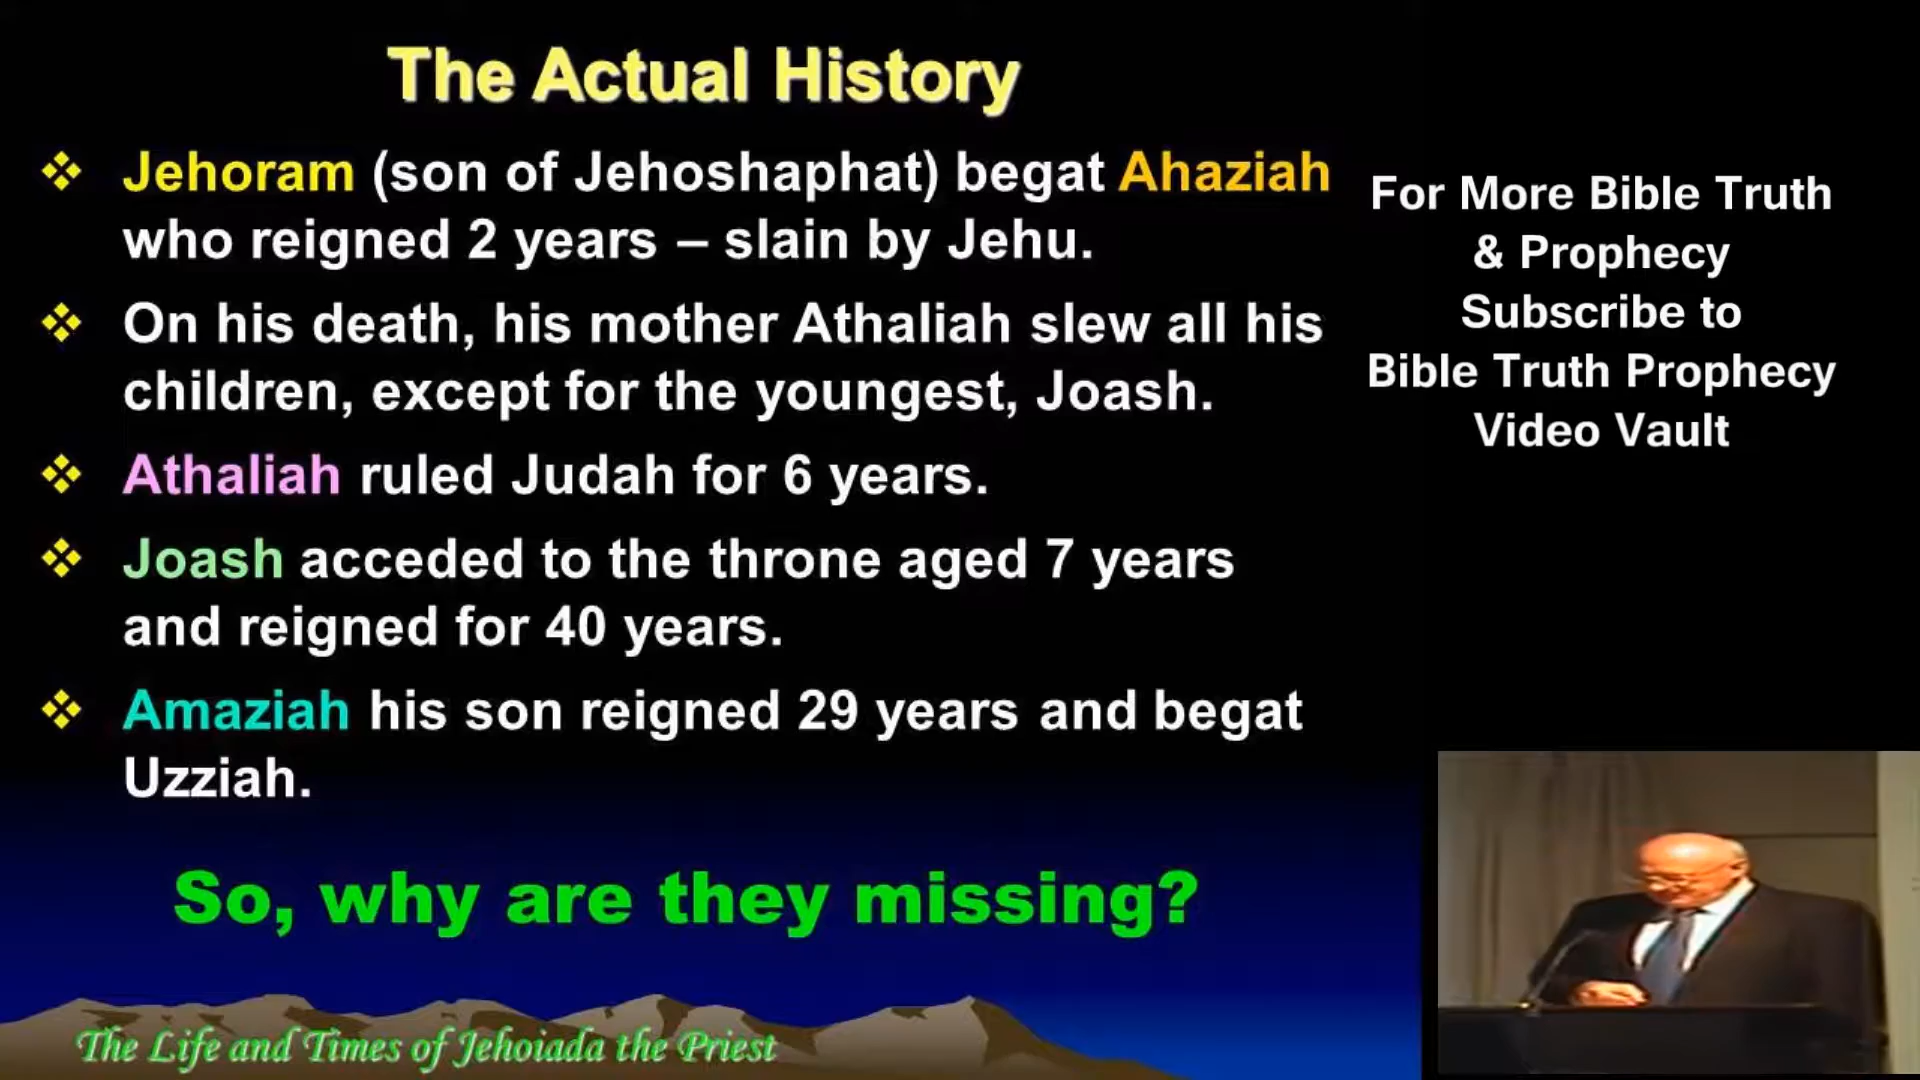 The Actual History
Jehoram (son of Jehoshaphat) begat Ahaziah
who reigned 2 years – slain by Jehu.
On his death, his mother Athaliah slew all his
children, except for the youngest, Joash.
Athaliah ruled Judah for 6 years.
Joash acceded to the throne aged 7 years
and reigned for 40 years.
Amaziah his son reigned 29 years and begat
Uzziah.
So, why are they missing?
The Life and Times of Jehoiada the Priest
For More Bible Truth
& Prophecy
Subscribe to
Bible Truth Prophecy
Video Vault